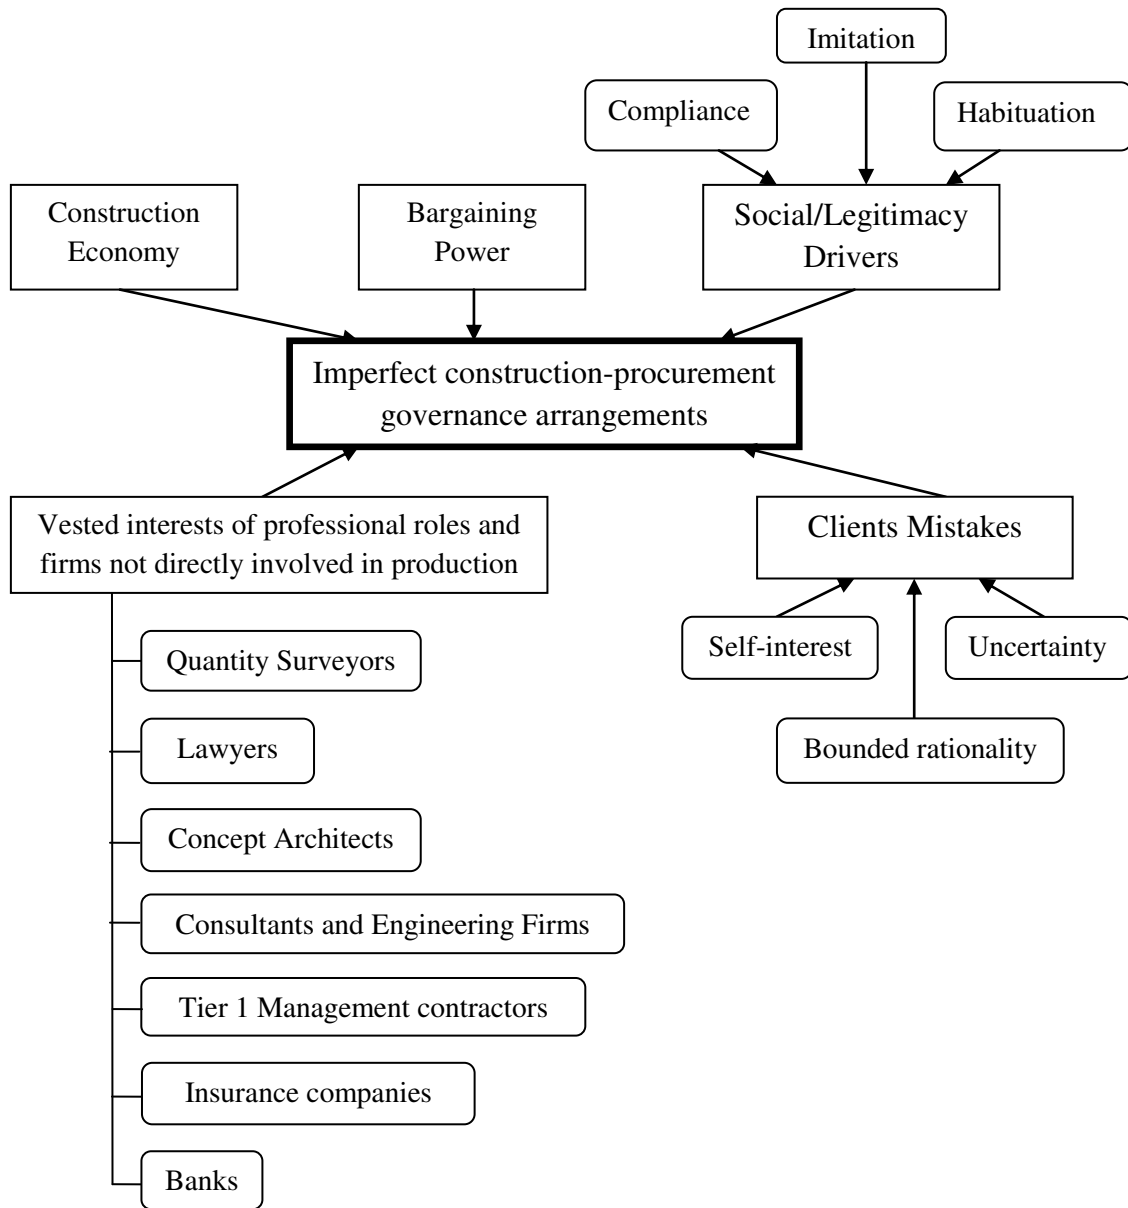 Imitation
Compliance
Habituation
Construction
Economy
Bargaining
Power
Social/Legitimacy
Drivers
Imperfect construction-procurement
governance arrangements
Vested interests of professional roles and
firms not directly involved in production
Clients Mistakes
Self-interest
Uncertainty
Bounded rationality
Quantity Surveyors
Lawyers
Concept Architects
Consultants and Engineering Firms
Tier 1 Management contractors
Insurance companies
Banks